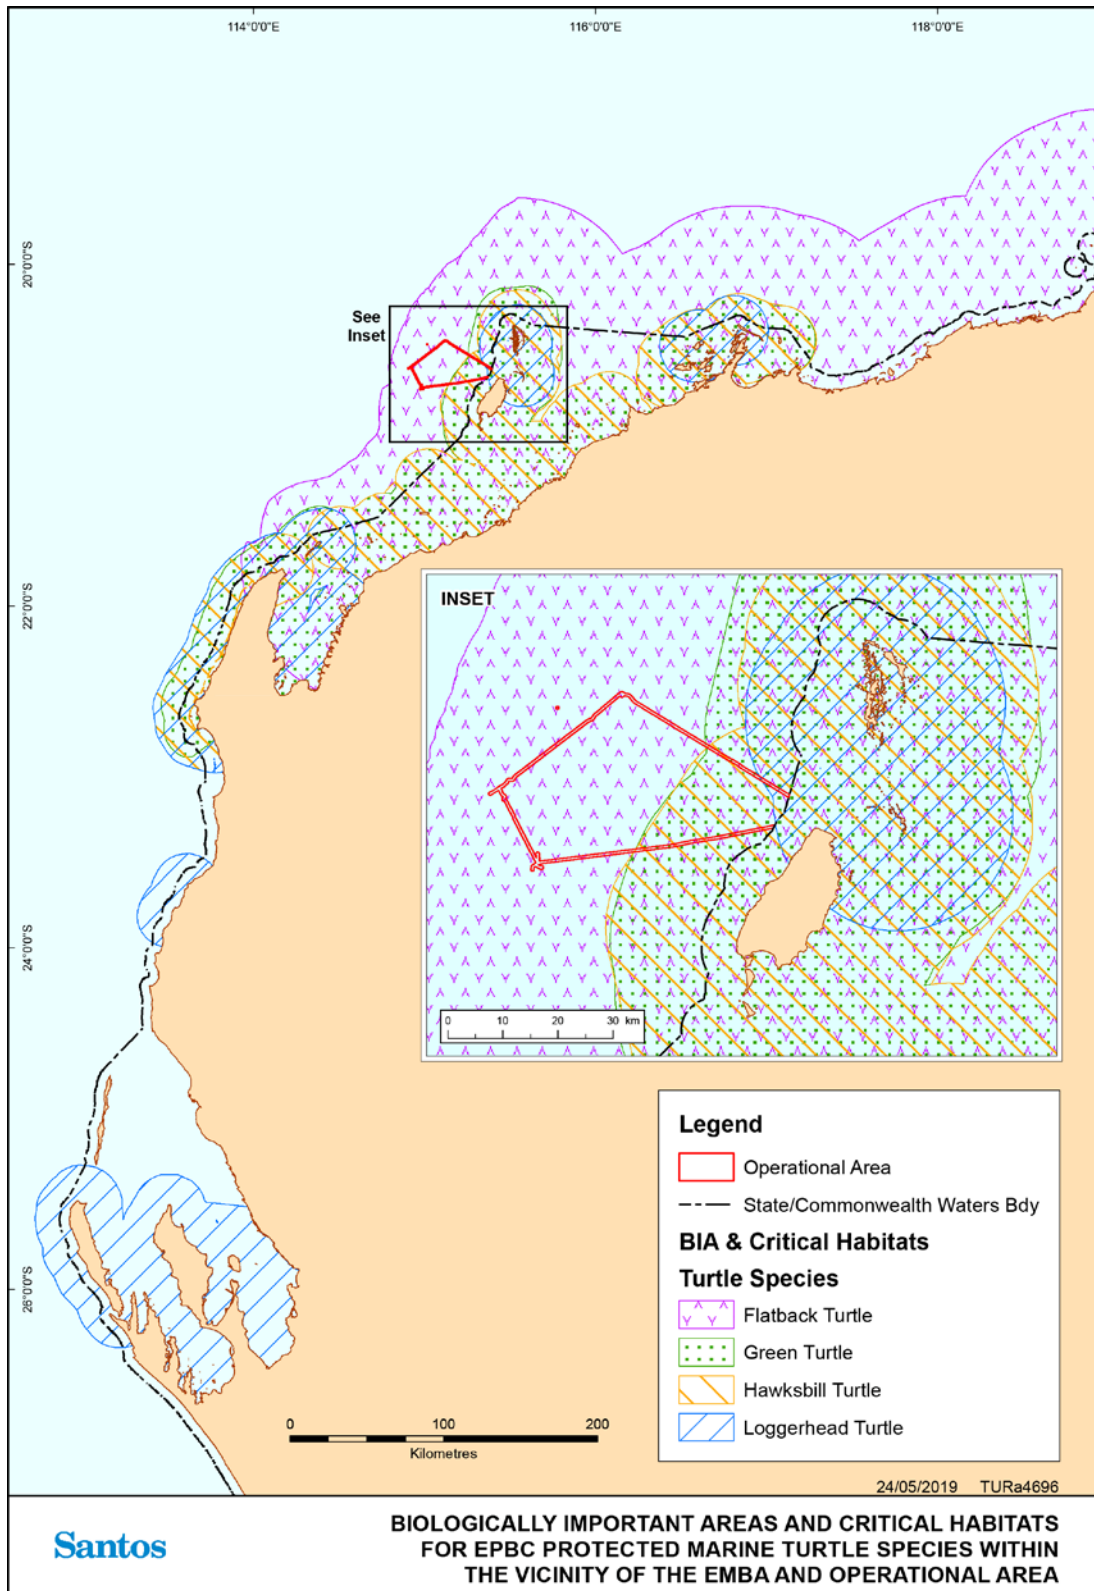 114°0'0"E
116°0'0"E
118°0'0"E
20°0'0"S
22°0'0"S
24°0'0"S
26°0'0"S
See
Inset
INSET
0 10 20 30 km
Legend
Operational Area
State/Commonwealth Waters Bdy
BIA & Critical Habitats
Turtle Species
Flatback Turtle
Green Turtle
Hawksbill Turtle
Loggerhead Turtle
0 100 200
Kilometres
24/05/2019 TURa4696
Santos
BIOLOGICALLY IMPORTANT AREAS AND CRITICAL HABITATS
FOR EPBC PROTECTED MARINE TURTLE SPECIES WITHIN
THE VICINITY OF THE EMBA AND OPERATIONAL AREA